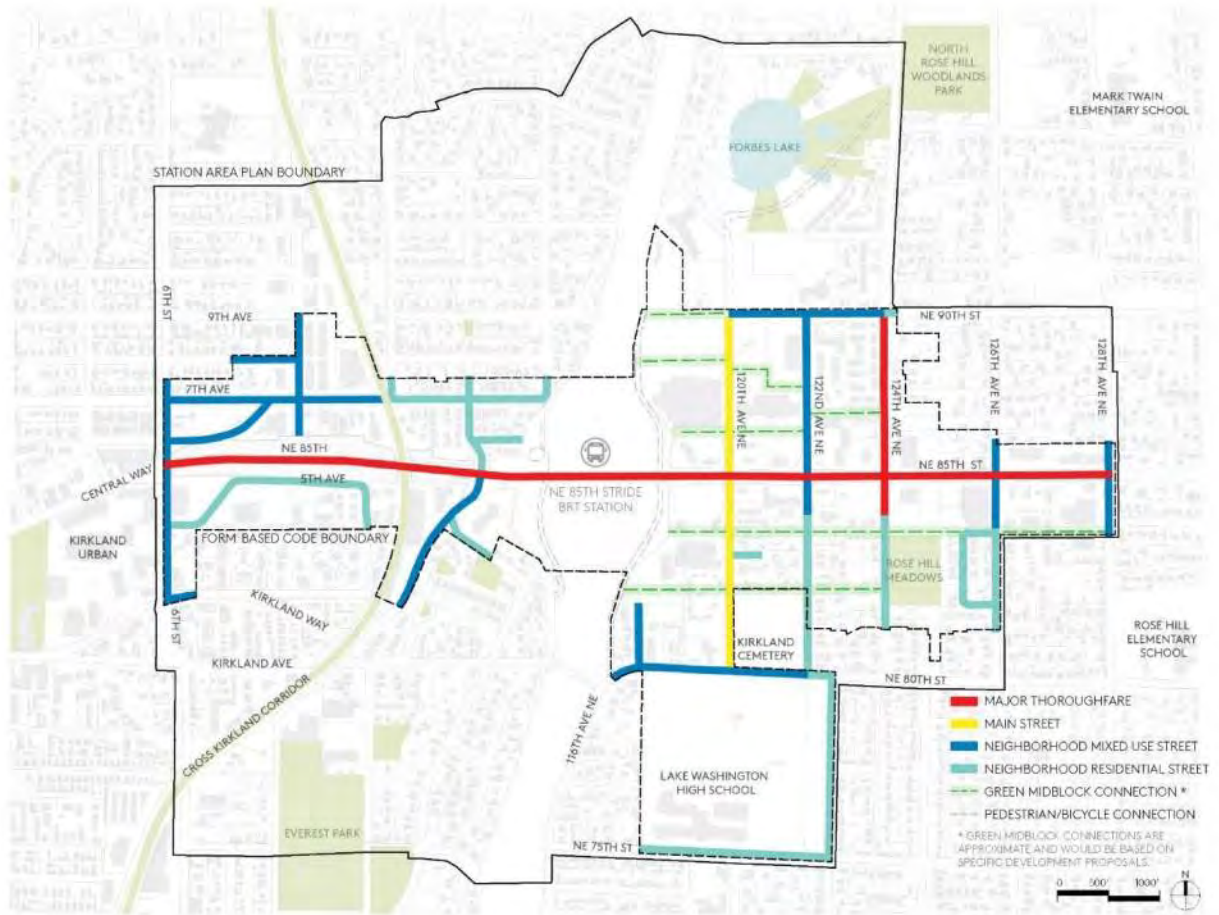 NORTH
ROSE HILL
WOODLANDS
PARK
MARK TWAIN
ELEMENTARY SCHOOL
FORBES LAKE
STATION AREA PLAN BOUNDARY
6TH ST
9TH AVE
NE 90TH ST
7TH AVE
120TH AVE NE
122ND AVE NE
124TH AVE NE
126TH AVE NE
128TH AVE NE
NE 85TH
NE 85TH ST
CENTRAL WAY
5TH AVE
NE 85TH STRIDE
BRT STATION
KIRKLAND
URBAN
FORM BASED CODE BOUNDARY
ROSE HILL
MEADOWS
KIRKLAND WAY
6TH ST
KIRKLAND
CEMETERY
ROSE HILL
ELEMENTARY
SCHOOL
KIRKLAND AVE
NE 80TH ST
CROSS KIRKLAND CORRIDOR
116TH AVE NE
LAKE WASHINGTON
HIGH SCHOOL
EVEREST PARK
NE 75TH ST
MAJOR THOROUGHFARE
MAIN STREET
NEIGHBORHOOD MIXED USE STREET
NEIGHBORHOOD RESIDENTIAL STREET
GREEN MIDBLOCK CONNECTION *
PEDESTRIAN/BICYCLE CONNECTION
* GREEN MIDBLOCK CONNECTIONS ARE
APPROXIMATE AND WOULD BE BASED ON
SPECIFIC DEVELOPMENT PROPOSALS.
0 500' 1000'
N